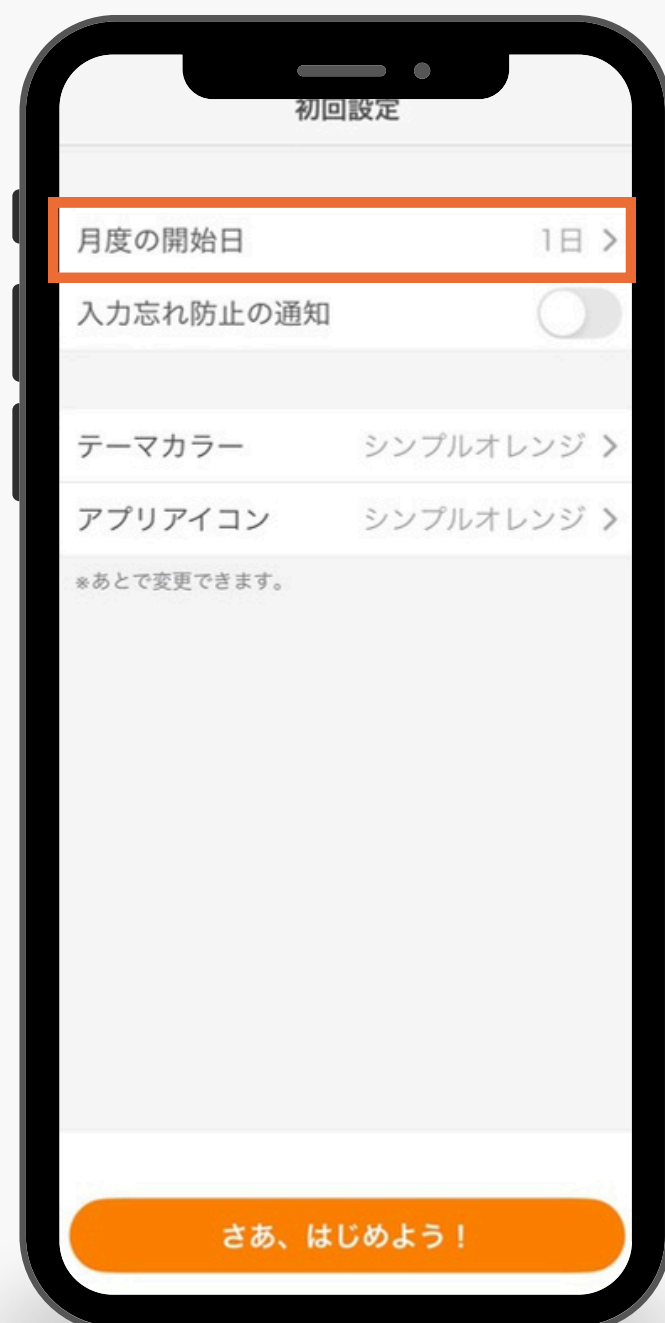 初回設定
月度の開始日 1日
入力忘れ防止の通知
テーマカラー シンプルオレンジ
アプリアイコン シンプルオレンジ
※あとで変更できます。
さあ、はじめよう！